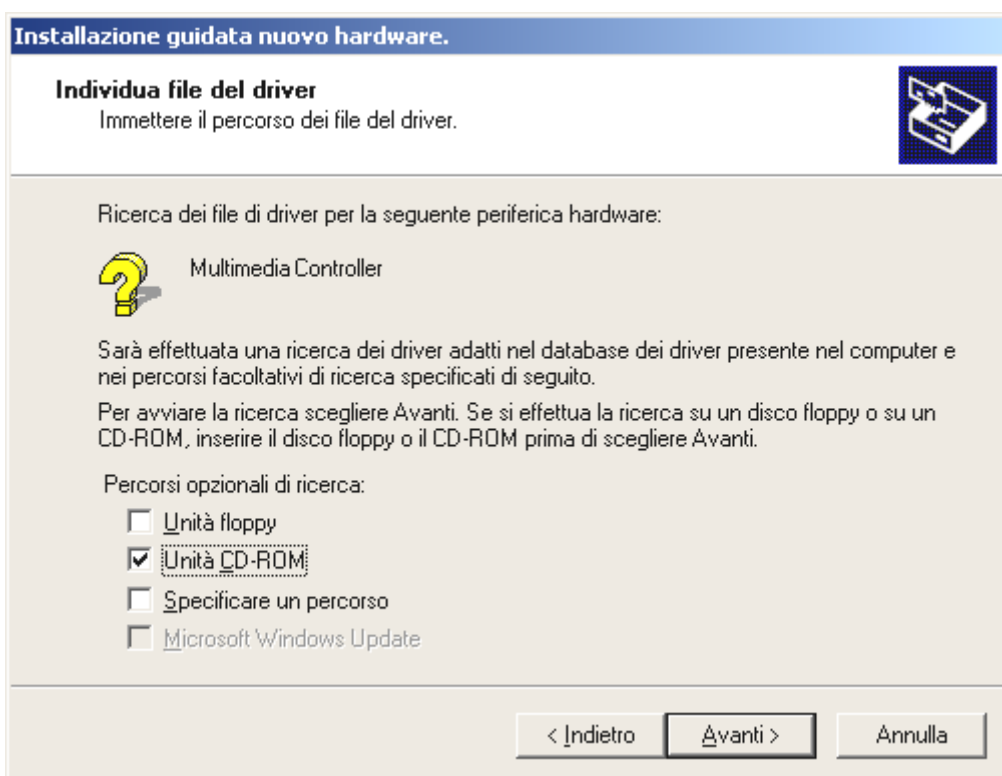 Installazione guidata nuovo hardware.
Individua file del driver
Immettere il percorso dei file del driver.
Ricerca dei file di driver per la seguente periferica hardware:
Multimedia Controller
Sarà effettuata una ricerca dei driver adatti nel database dei driver presente nel computer e
nei percorsi facoltativi di ricerca specificati di seguito.
Per avviare la ricerca scegliere Avanti. Se si effettua la ricerca su un disco floppy o su un
CD-ROM, inserire il disco floppy o il CD-ROM prima di scegliere Avanti.
Percorsi opzionali di ricerca:
Unità floppy
Unità CD-ROM
Specificare un percorso
Microsoft Windows Update
< Indietro
Avanti >
Annulla